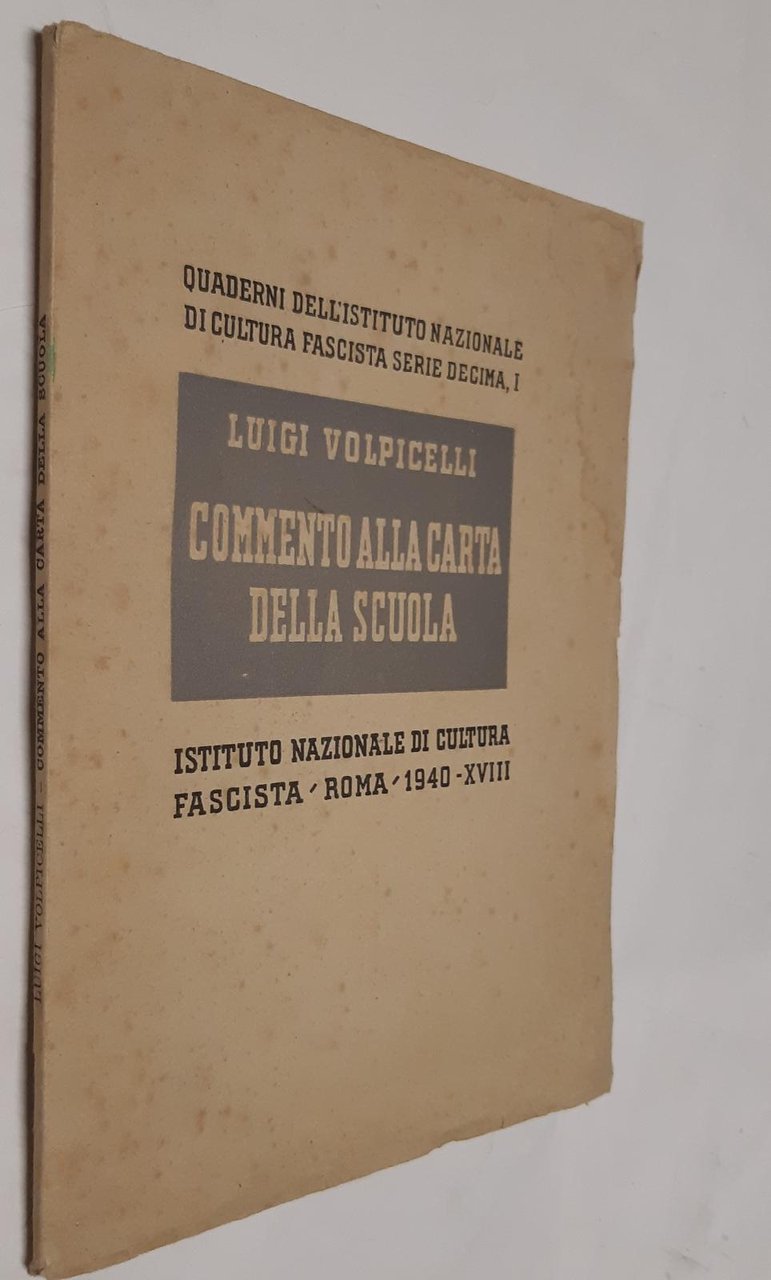 QUADERNI DELL'ISTITUTO NAZIONALE
DI CULTURA FASCISTA SERIE DECIMA, I
LUIGI VOLPICELLI
COMMENTO ALLA CARTA
DELLA SCUOLA
ISTITUTO NAZIONALE DI CULTURA
FASCISTA - ROMA - 1940 - XVIII
LUIGI VOLPICELLI - COMMENTO ALLA CARTA DELLA SCUOLA